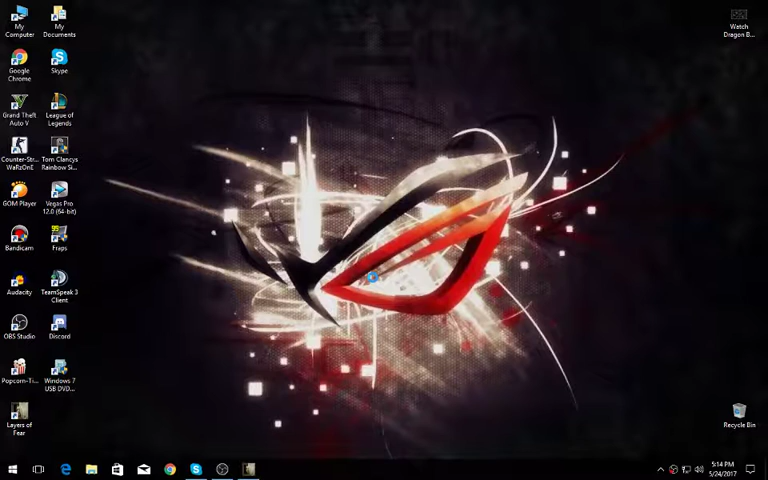 My
Computer
My
Documents
Google
Chrome
Skype
Grand Theft
Auto V
League of
Legends
Counter-Str...
WaRzOnE
Tom Clancys
Rainbow Si...
GOM Player
Vegas Pro
12.0 (64-bit)
Bandicam
99
Fraps
Audacity
TeamSpeak 3
Client
OBS Studio
Discord
Popcorn-Ti...
Windows 7
USB DVD...
Layers of
Fear
Watch
Dragon B...
Recycle Bin
5:14 PM
5/24/2017